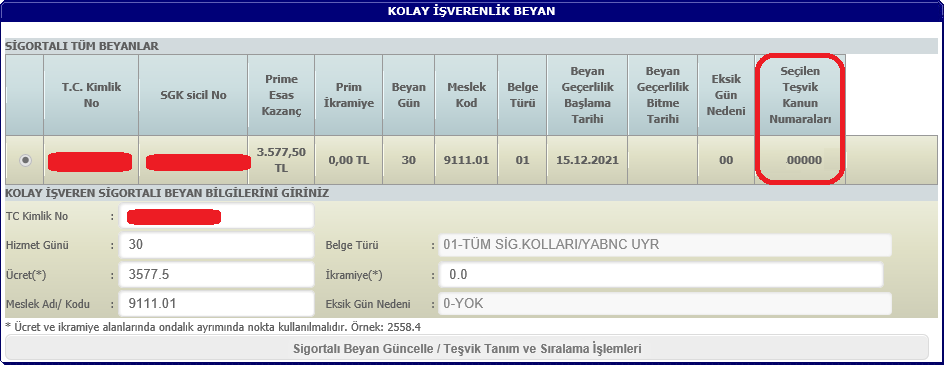 KOLAY İŞVERENLİK BEYAN
SİGORTALI TÜM BEYANLAR
T.C. Kimlik No SGK sicil No Prime Esas Kazanç Prim İkramiye Beyan Gün Meslek Kod Belge Türü Beyan Geçerlilik Başlama Tarihi Beyan Geçerlilik Bitme Tarihi Eksik Gün Nedeni Seçilen Teşvik Kanun Numaraları
3.577,50 TL 0,00 TL 30 9111.01 01 15.12.2021 00 00000
KOLAY İŞVEREN SİGORTALI BEYAN BİLGİLERİNİ GİRİNİZ
TC Kimlik No :
Hizmet Günü : 30 Belge Türü : 01-TÜM SİG.KOLLARI/YABNC UYR
Ücret(*) : 3577.5 İkramiye(*) : 0.0
Meslek Adı/ Kodu : 9111.01 Eksik Gün Nedeni : 0-YOK
* Ücret ve ikramiye alanlarında ondalık ayrımında nokta kullanılmalıdır. Örnek: 2558.4
Sigortalı Beyan Güncelle / Teşvik Tanım ve Sıralama İşlemleri